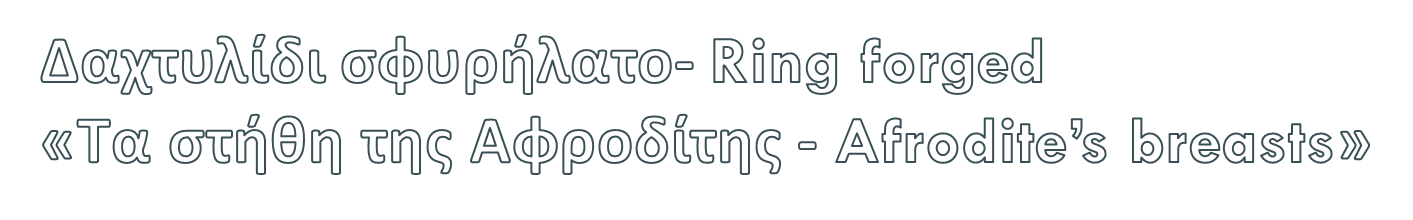 Δαχτυλίδι σφυρήλατο- Ring forged
«Τα στήθη της Αφροδίτης - Afrodite’s breasts»